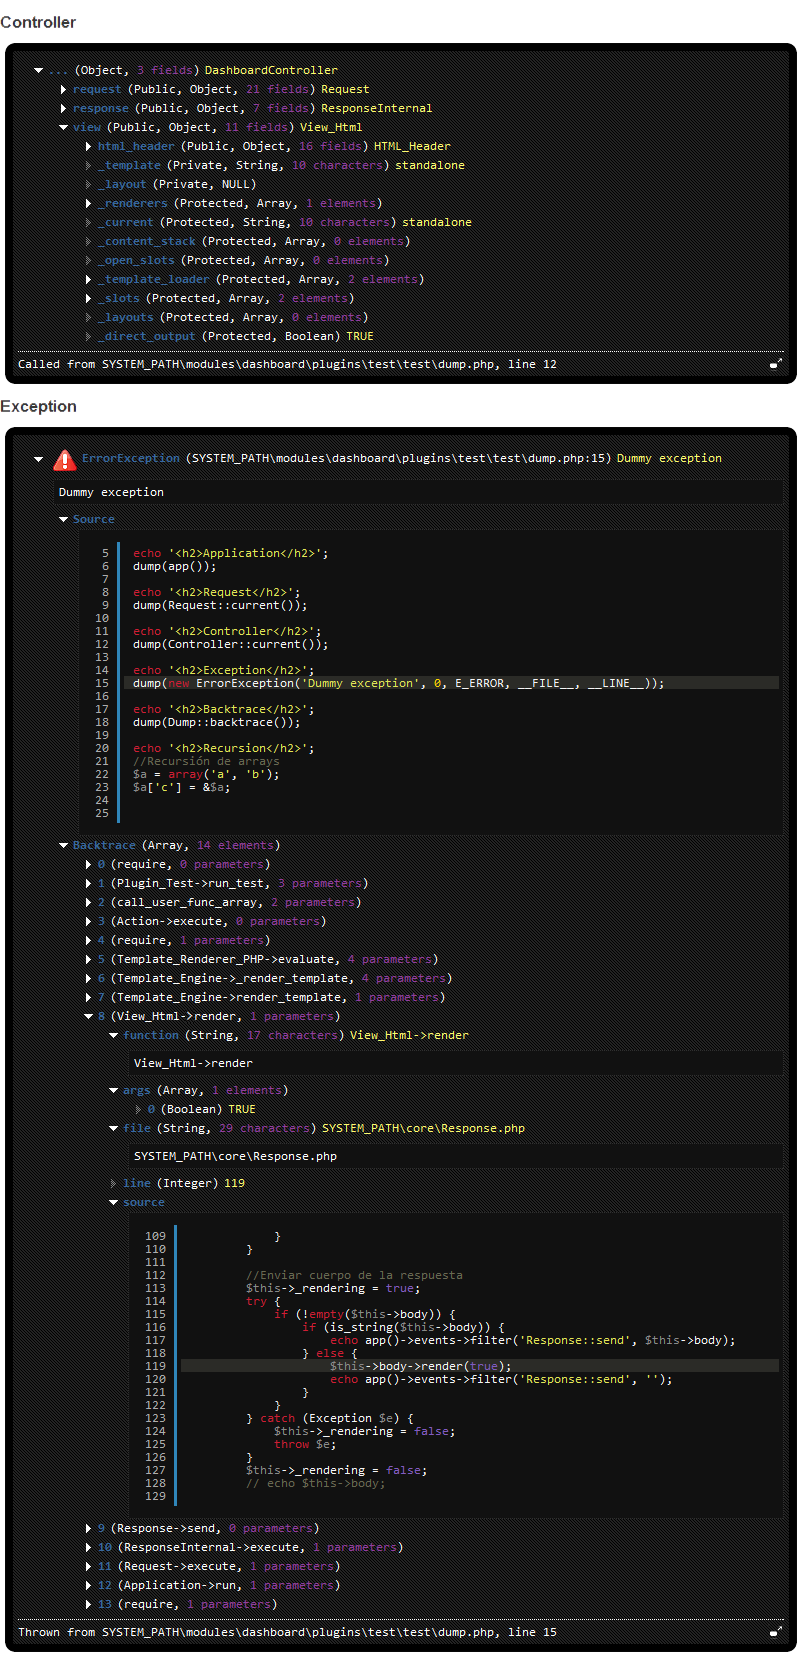 Controller
... (Object, 3 fields) DashboardController
request (Public, Object, 21 fields) Request
response (Public, Object, 7 fields) ResponseInternal
view (Public, Object, 11 fields) View_Html
html_header (Public, Object, 16 fields) HTML_Header
_template (Private, String, 10 characters) standalone
_layout (Private, NULL)
_renderers (Protected, Array, 1 elements)
_current (Protected, String, 10 characters) standalone
_content_stack (Protected, Array, 0 elements)
_open_slots (Protected, Array, 0 elements)
_template_loader (Protected, Array, 2 elements)
_slots (Protected, Array, 2 elements)
_layouts (Protected, Array, 0 elements)
_direct_output (Protected, Boolean) TRUE
Called from SYSTEM_PATH\modules\dashboard\plugins\test\test\dump.php, line 12
Exception
ErrorException (SYSTEM_PATH\modules\dashboard\plugins\test\test\dump.php:15) Dummy exception
Dummy exception
Source
5 echo '<h2>Application</h2>';
6 dump(app());
7
8 echo '<h2>Request</h2>';
9 dump(Request::current());
10
11 echo '<h2>Controller</h2>';
12 dump(Controller::current());
13
14 echo '<h2>Exception</h2>';
15 dump(new ErrorException('Dummy exception', 0, E_ERROR, __FILE__, __LINE__));
16
17 echo '<h2>Backtrace</h2>';
18 dump(Dump::backtrace());
19
20 echo '<h2>Recursion</h2>';
21 //Recursión de arrays
22 $a = array('a', 'b');
23 $a['c'] = &$a;
24
25
Backtrace (Array, 14 elements)
0 (require, 0 parameters)
1 (Plugin_Test->run_test, 3 parameters)
2 (call_user_func_array, 2 parameters)
3 (Action->execute, 0 parameters)
4 (require, 1 parameters)
5 (Template_Renderer_PHP->evaluate, 4 parameters)
6 (Template_Engine->_render_template, 4 parameters)
7 (Template_Engine->render_template, 1 parameters)
8 (View_Html->render, 1 parameters)
function (String, 17 characters) View_Html->render
View_Html->render
args (Array, 1 elements)
0 (Boolean) TRUE
file (String, 29 characters) SYSTEM_PATH\core\Response.php
SYSTEM_PATH\core\Response.php
line (Integer) 119
source
109 }
110 }
111
112 //Enviar cuerpo de la respuesta
113 $this->_rendering = true;
114 try {
115 if (!empty($this->body)) {
116 if (is_string($this->body)) {
117 echo app()->events->filter('Response::send', $this->body);
118 } else {
119 $this->body->render(true);
120 echo app()->events->filter('Response::send', '');
121 }
122 }
123 } catch (Exception $e) {
124 $this->_rendering = false;
125 throw $e;
126 }
127 $this->_rendering = false;
128 // echo $this->body;
129
9 (Response->send, 0 parameters)
10 (ResponseInternal->execute, 1 parameters)
11 (Request->execute, 1 parameters)
12 (Application->run, 1 parameters)
13 (require, 1 parameters)
Thrown from SYSTEM_PATH\modules\dashboard\plugins\test\test\dump.php, line 15